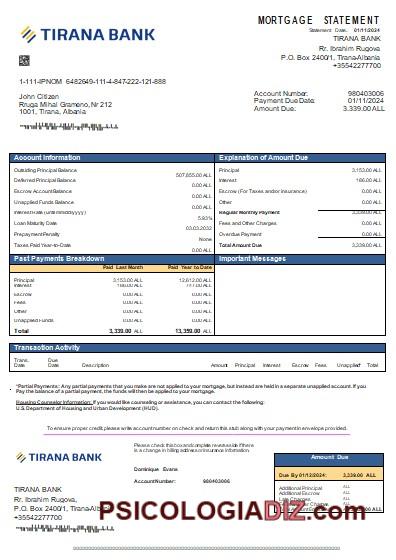 TIRANA BANK
MORTGAGE STATEMENT
Statement Date: 01/11/2024
TIRANA BANK
Rr. Ibrahim Rugova
P.O. Box 2400/1, Tirana-Albania
+35542277700
1-111-IPNOM 6482649-111-4-847-222-121-888
John Citizen
Rruga Mihal Grameno, Nr 212
1001, Tirana, Albania
Account Number: 980403006
Payment Due Date: 01/11/2024
Amount Due: 3,339.00 ALL
Account Information
Outstanding Principal Balance 507,655.00 ALL
Deferred Principal Balance 0.00 ALL
Escrow Account Balance 0.00 ALL
Unapplied Funds Balance 0.00 ALL
Interest Rate 5.93%
Loan Maturity Date 03.03.2032
Prepayment Penalty None
Taxes Paid Year-to-Date 0.00 ALL
Explanation of Amount Due
Principal 3,153.00 ALL
Interest 186.00 ALL
Escrow (For Taxes and/or insurance) 0.00 ALL
Other 0.00 ALL
Regular Monthly Payment 3,339.00 ALL
Fees and Other Charges 0.00 ALL
Overdue Payment 0.00 ALL
Total Amount Due 3,339.00 ALL
Past Payments Breakdown
Paid Last Month Paid Year to Date
Principal 3,153.00 ALL 12,612.00 ALL
Interest 186.00 ALL
Escrow 0.00 ALL 0.00 ALL
Fees 0.00 ALL 0.00 ALL
Other 0.00 ALL 0.00 ALL
Unapplied Funds 0.00 ALL 0.00 ALL
Total 3,339.00 ALL 13,359.00 ALL
Important Messages
Transaction Activity
Trans. Date Due Date Description Amount Principal Interest Escrow Fees Unapplied* Total
*Partial Payments: Any partial payments that you make are not applied to your mortgage, but instead are held in a separate unapplied account. If you
Pay the balance of a partial payment, the funds will then be applied to your mortgage.
Housing Counselor Information: If you would like counseling or assistance, you can contact the following:
U.S. Department of Housing and Urban Development (HUD).
To ensure proper credit, please write account number on check and return this stub along with your payment in the envelope provided.
TIRANA BANK
Please check this box and complete reverse side if there
is a change in billing address or insurance information.
Dominique Evans
Account Number: 980403006
TIRANA BANK
Rr. Ibrahim Rugova,
P.O. Box 2400/1, Tirana-Albania
+35542277700
Amount Due
Due By 01/12/2024: 3,339.00 ALL
Additional Principal ALL
Additional Escrow ALL
Late Charges ALL
PSICOLOGIADIZ.com